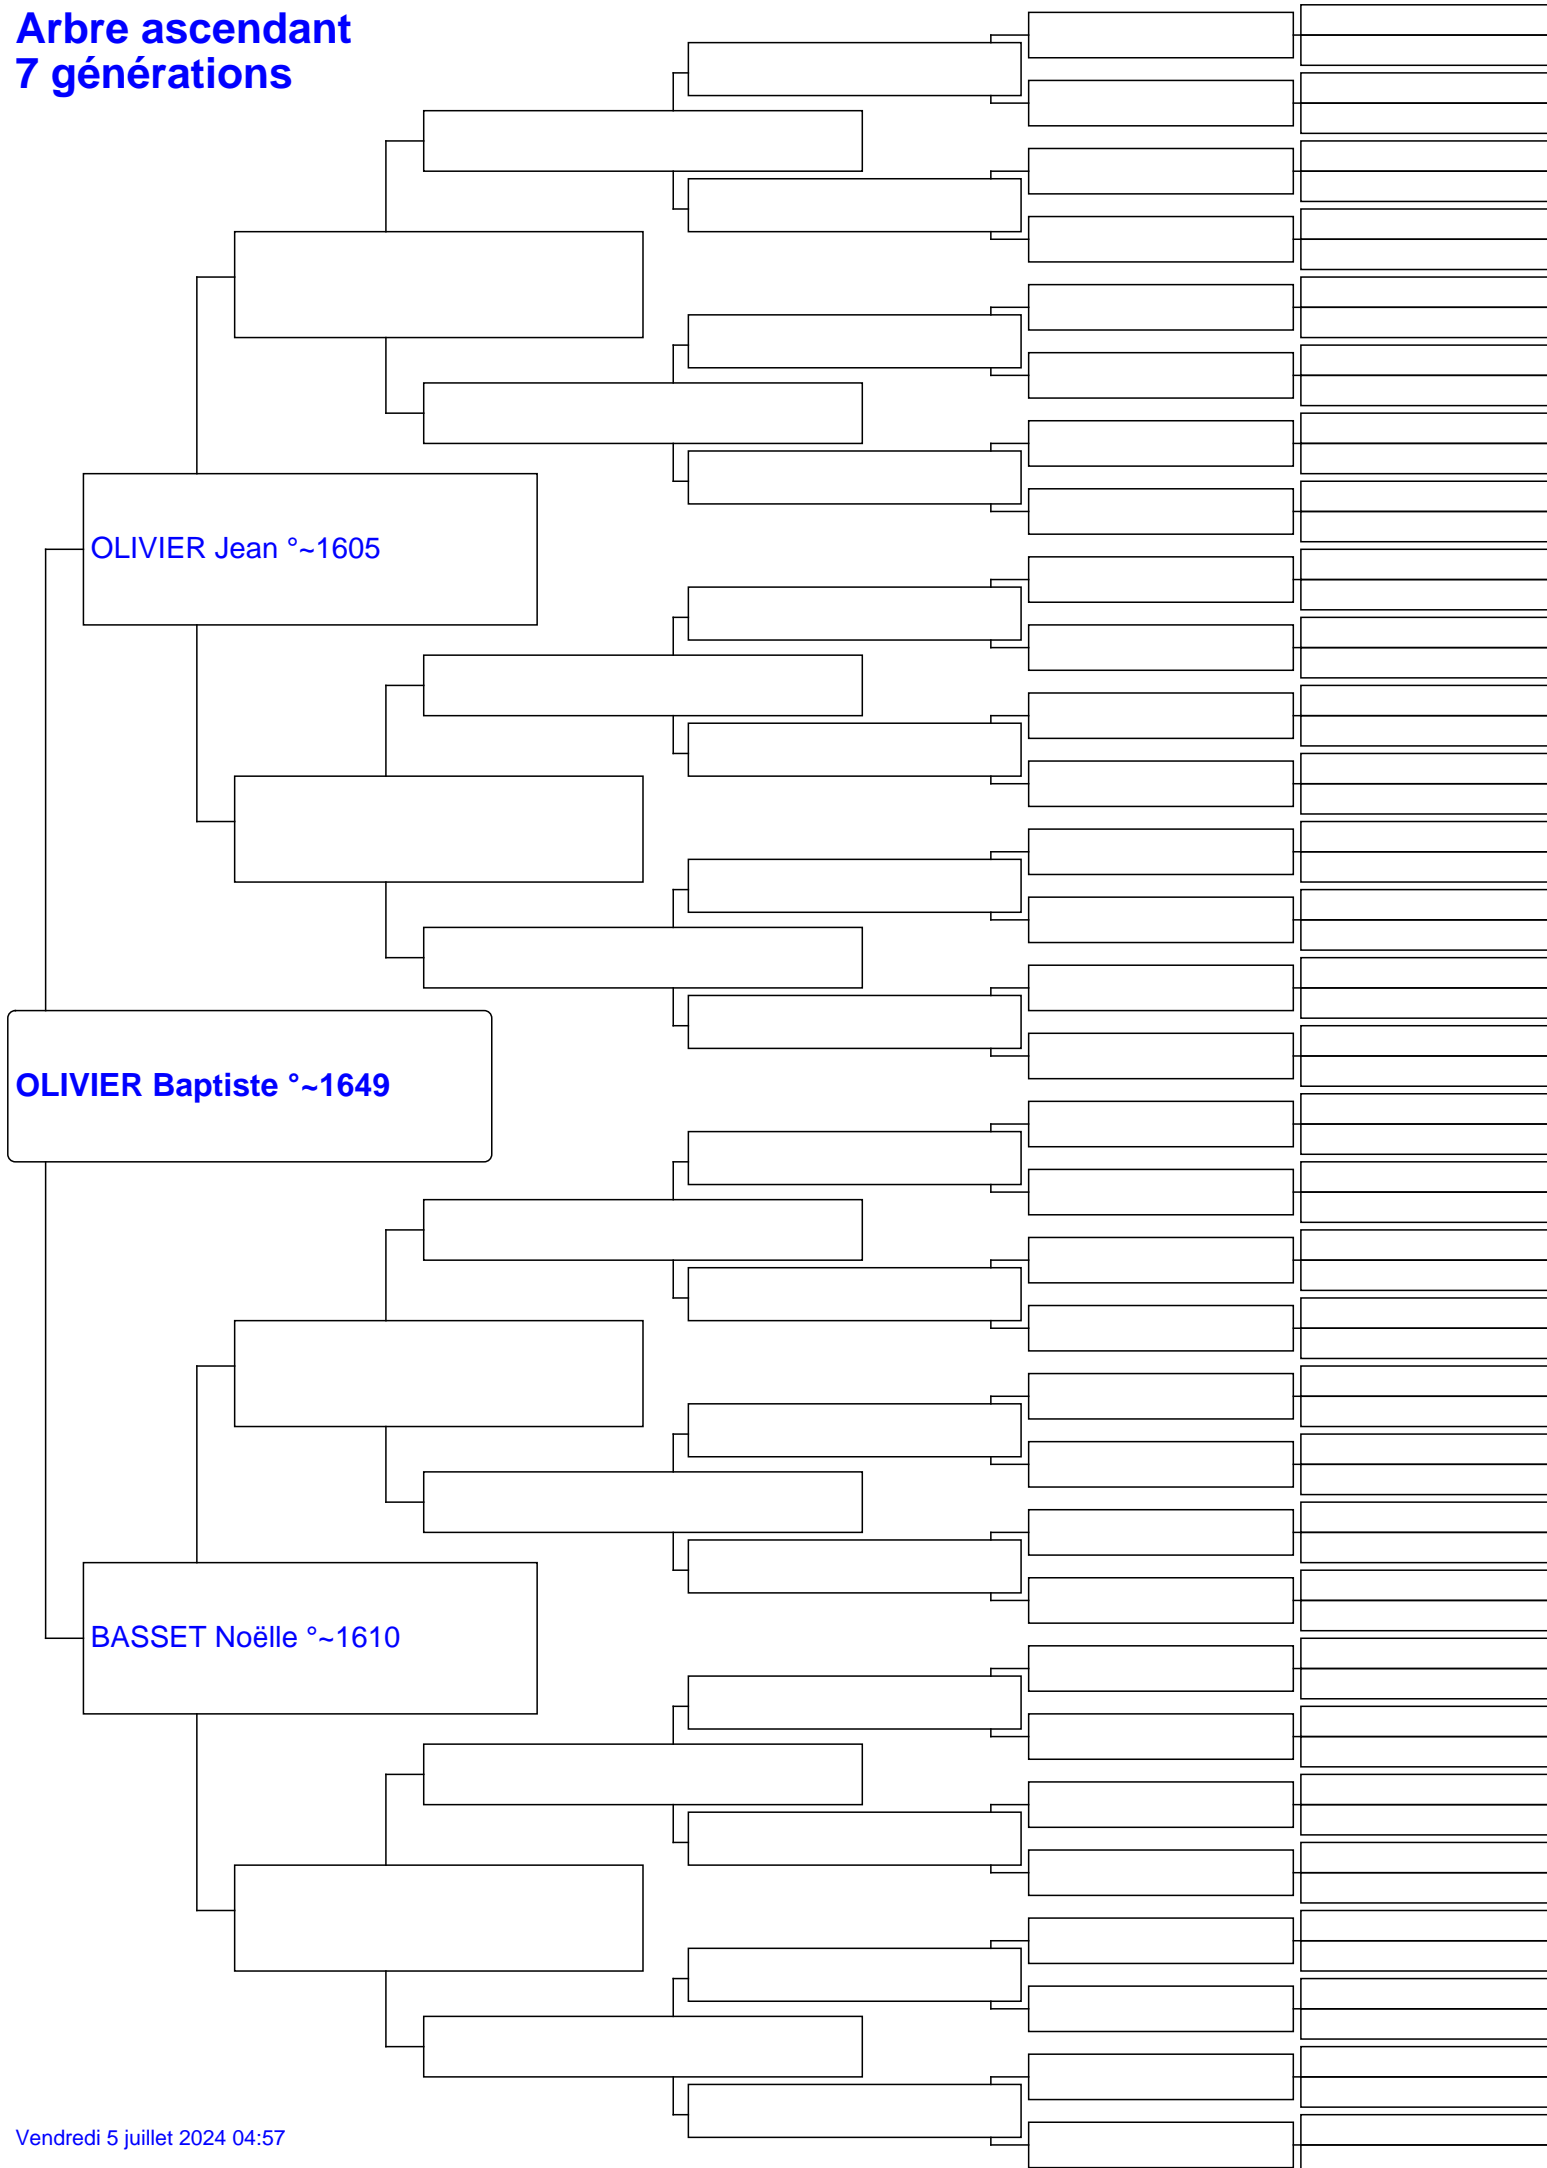 Arbre ascendant
7 générations
OLIVIER Jean °~1605
OLIVIER Baptiste °~1649
BASSET Noëlle °~1610
Vendredi 5 juillet 2024 04:57